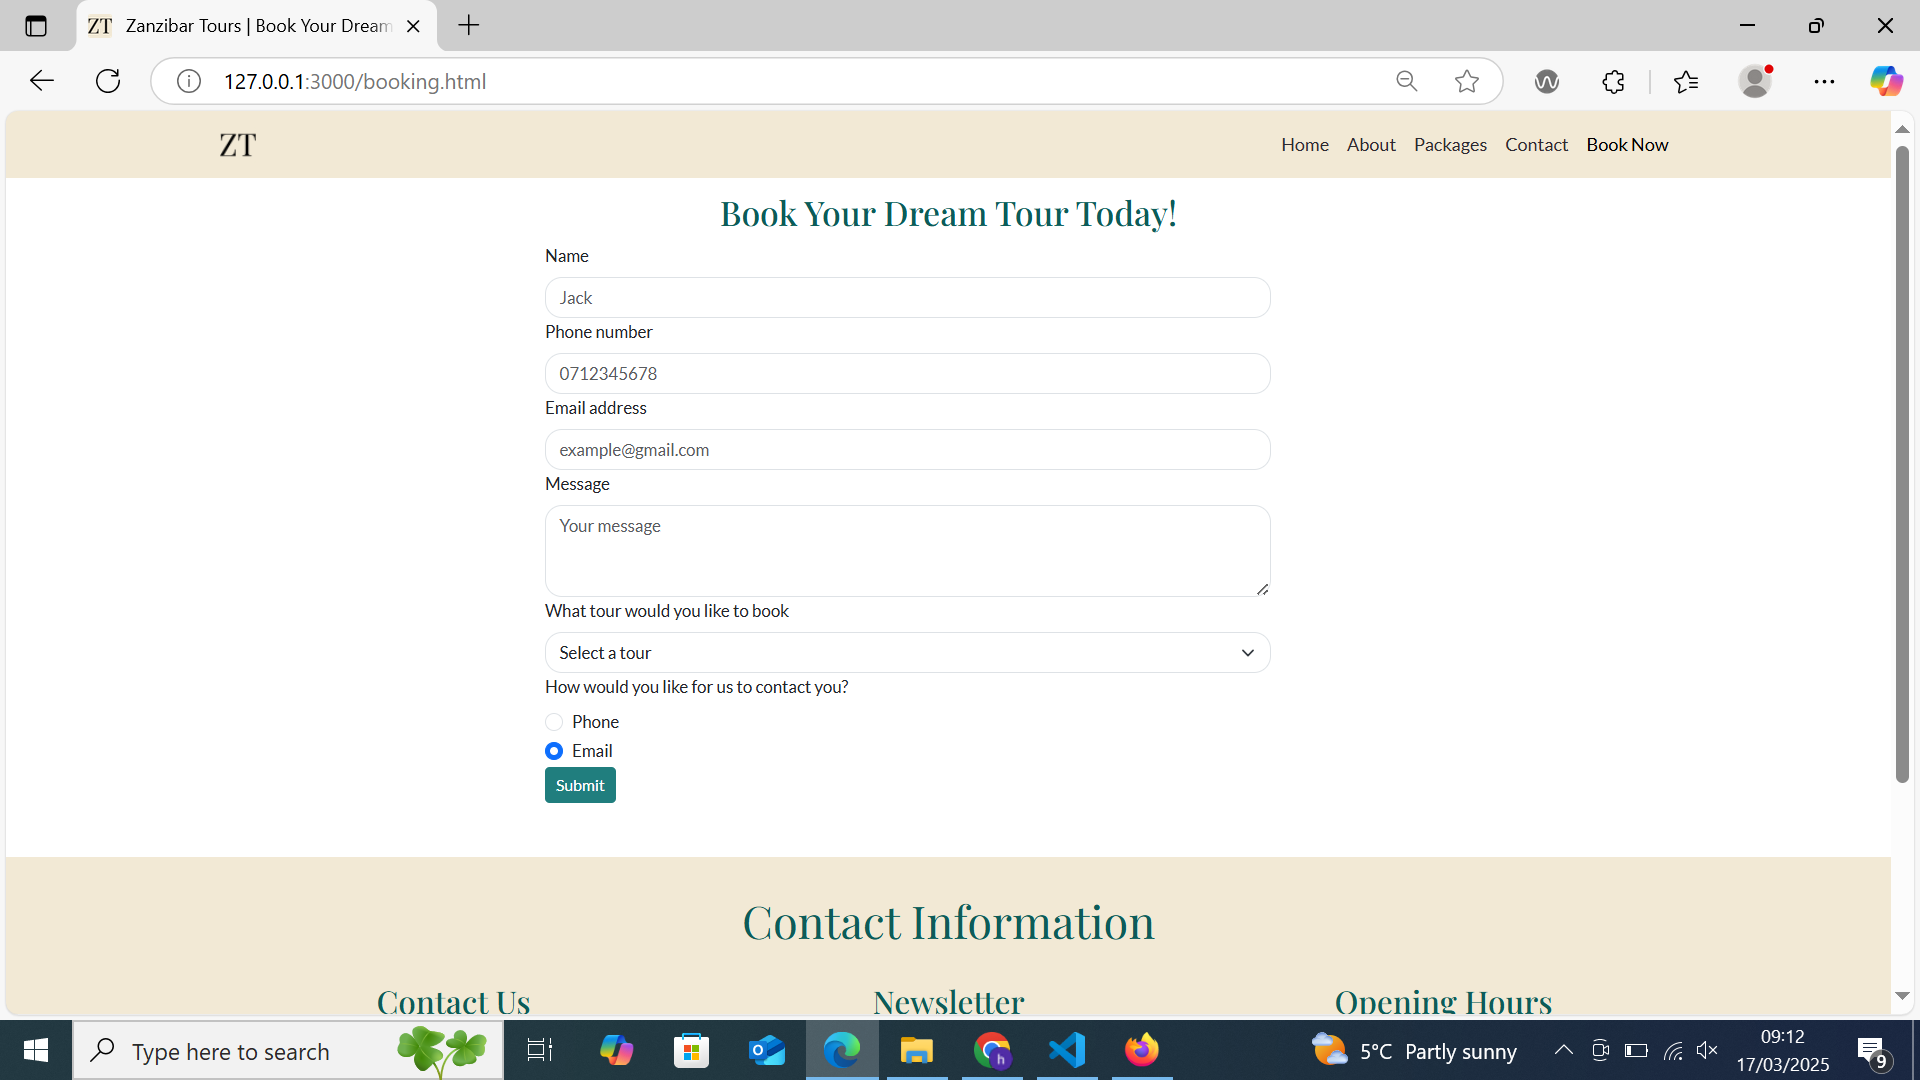 ZT Zanzibar Tours | Book Your Dream
127.0.0.1:3000/booking.html
ZT
Home About Packages Contact Book Now
Book Your Dream Tour Today!
Name
Jack
Phone number
0712345678
Email address
example@gmail.com
Message
Your message
What tour would you like to book
Select a tour
How would you like for us to contact you?
Phone
Email
Submit
Contact Information
Contact Us Newsletter Opening Hours
Type here to search
5°C Partly sunny
09:12
17/03/2025
9